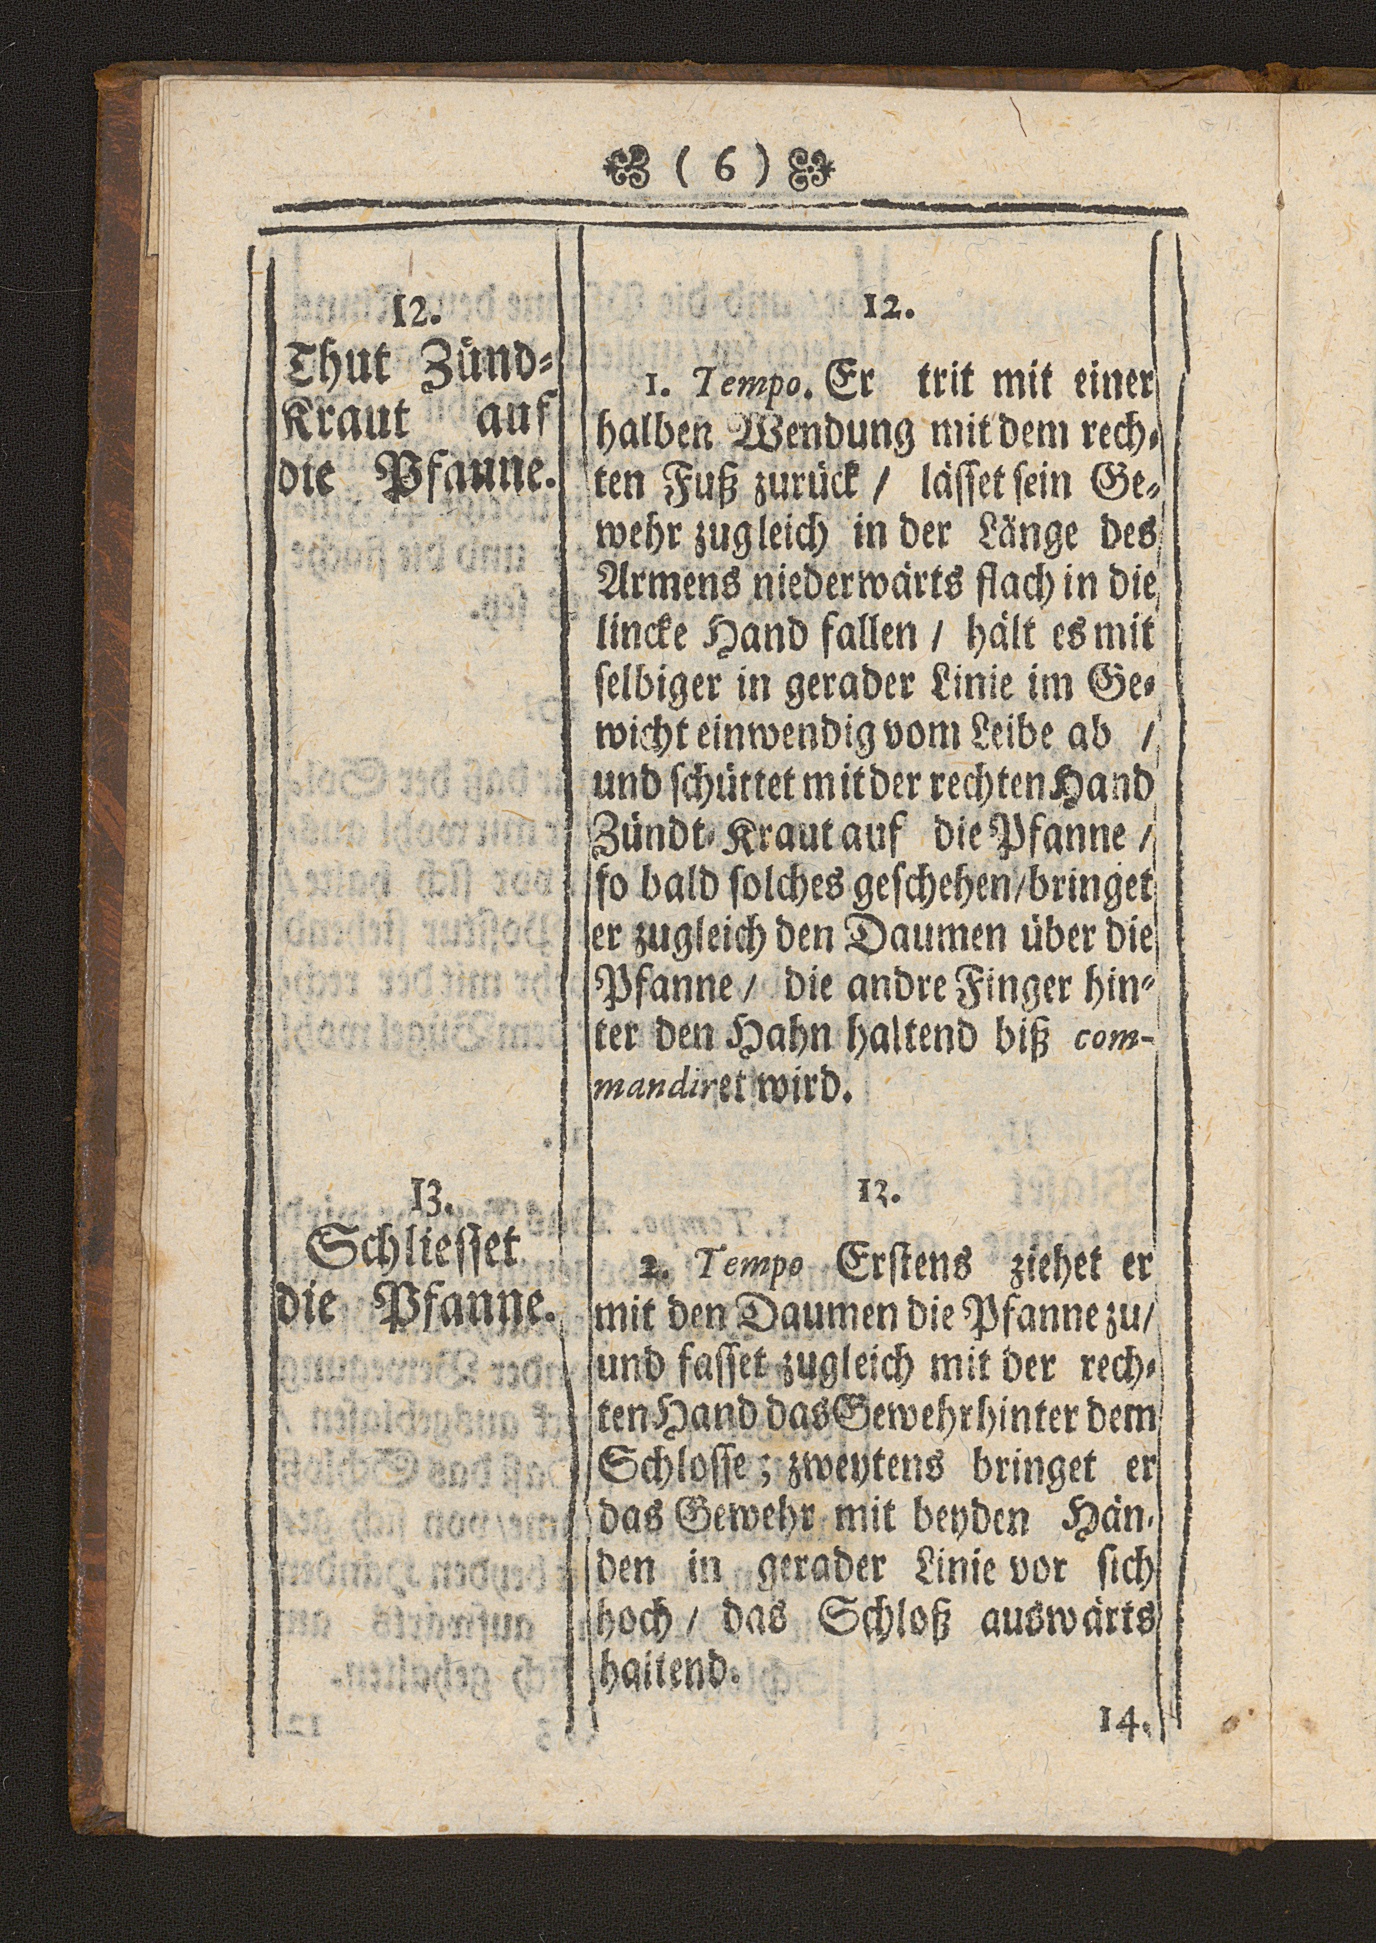 ( 6 )
12.
Thut Zünd-
Kraut auf
die Pfanne.
12.
1. Tempo. Er trit mit einer
halben Wendung mit dem rech-
ten Fuß zurück / lässet sein Ge-
wehr zugleich in der Länge des
Armens niederwärts flach in die
lincke Hand fallen / hält es mit
selbiger in gerader Linie im Ge-
wicht einwendig vom Leibe ab /
und schüttet mit der rechten Hand
Zündt-Kraut auf die Pfanne /
so bald solches geschehen / bringet
er zugleich den Daumen über die
Pfanne / die andre Finger hin-
ter den Hahn haltend biß com-
mandiret wird.
13.
Schliesset
die Pfanne.
13.
2. Tempo Erstens ziehet er
mit den Daumen die Pfanne zu /
und fasset zugleich mit der rech-
ten Hand das Gewehr hinter dem
Schlosse ; zweytens bringet er
das Gewehr mit beyden Hän-
den in gerader Linie vor sich
hoch / das Schloß auswärts
haltend.
14.